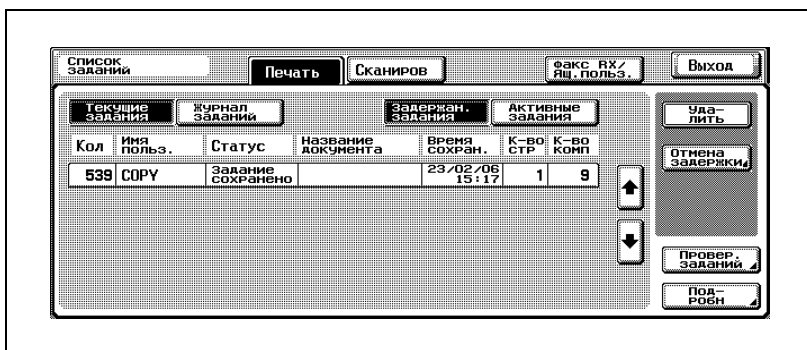 Список
заданий
Печать
Сканиров
Факс RX/
Ящ.польз.
Выход
Текущие
задания
Журнал
заданий
Задержан.
задания
Активные
задания
Уда-
лить
Кол
Имя
польз.
Статус
Название
документа
Время
сохран.
К-во
СТР
К-во
КОМП
Отмена
задержки
539
COPY
Задание
сохранено
23/02/06
15:17
1
9
Провер.
заданий
Под-
робн